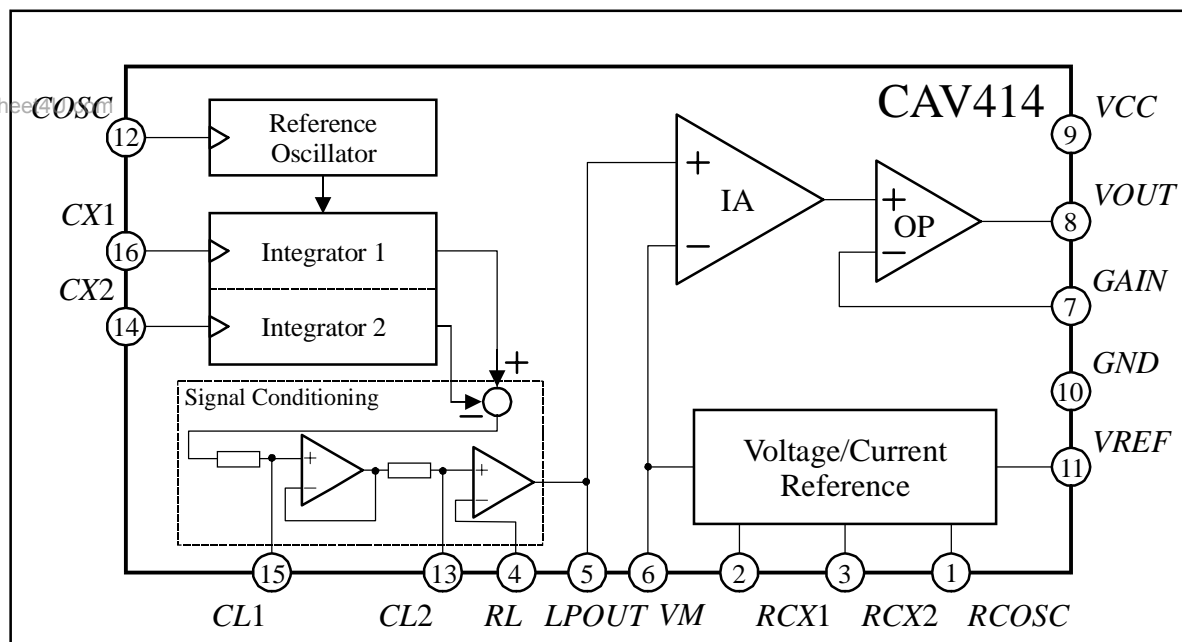 CAV414
COSC
12
Reference
Oscillator
VCC
9
CX1
16
Integrator 1
CX2
14
Integrator 2
+
−
IA
+
−
OP
VOUT
8
GAIN
7
GND
10
Signal Conditioning
+
−
+
−
+
−
Voltage/Current
Reference
VREF
11
15
13
4
5
6
2
3
1
CL1
CL2
RL
LPOUT
VM
RCX1
RCX2
RCOSC